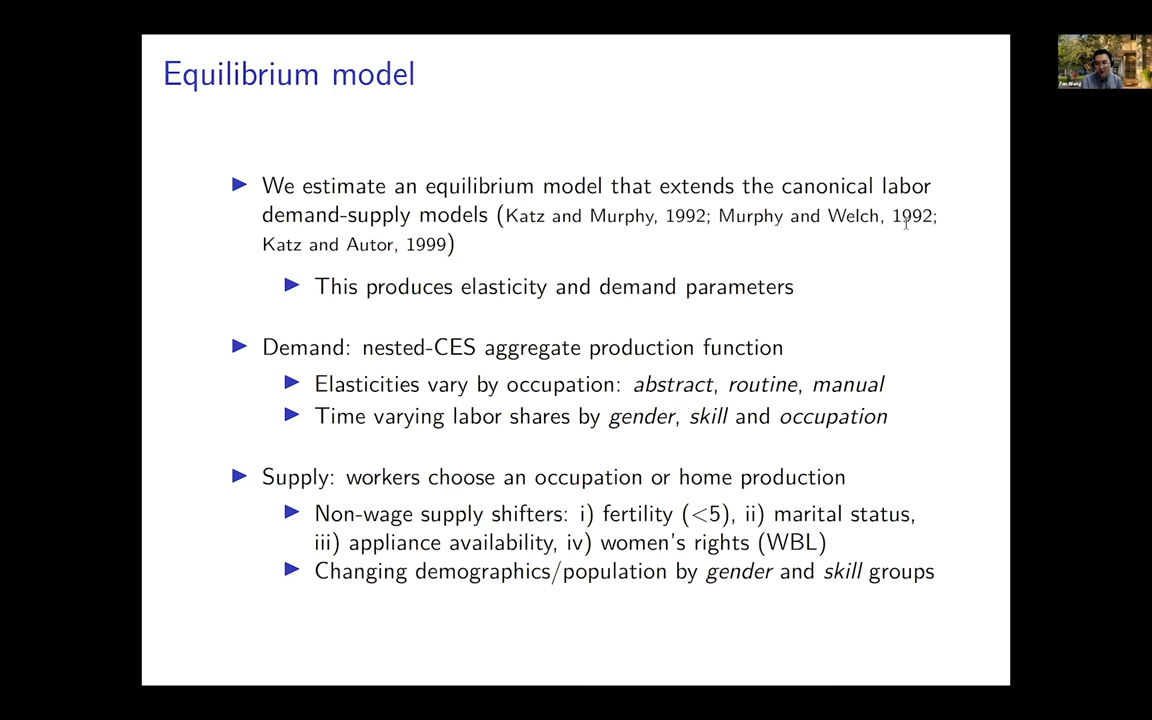 Equilibrium model
We estimate an equilibrium model that extends the canonical labor
demand-supply models (Katz and Murphy, 1992; Murphy and Welch, 1992;
Katz and Autor, 1999)
This produces elasticity and demand parameters
Demand: nested-CES aggregate production function
Elasticities vary by occupation: abstract, routine, manual
Time varying labor shares by gender, skill and occupation
Supply: workers choose an occupation or home production
Non-wage supply shifters: i) fertility (<5), ii) marital status,
iii) appliance availability, iv) women's rights (WBL)
Changing demographics/population by gender and skill groups
Fan Wang